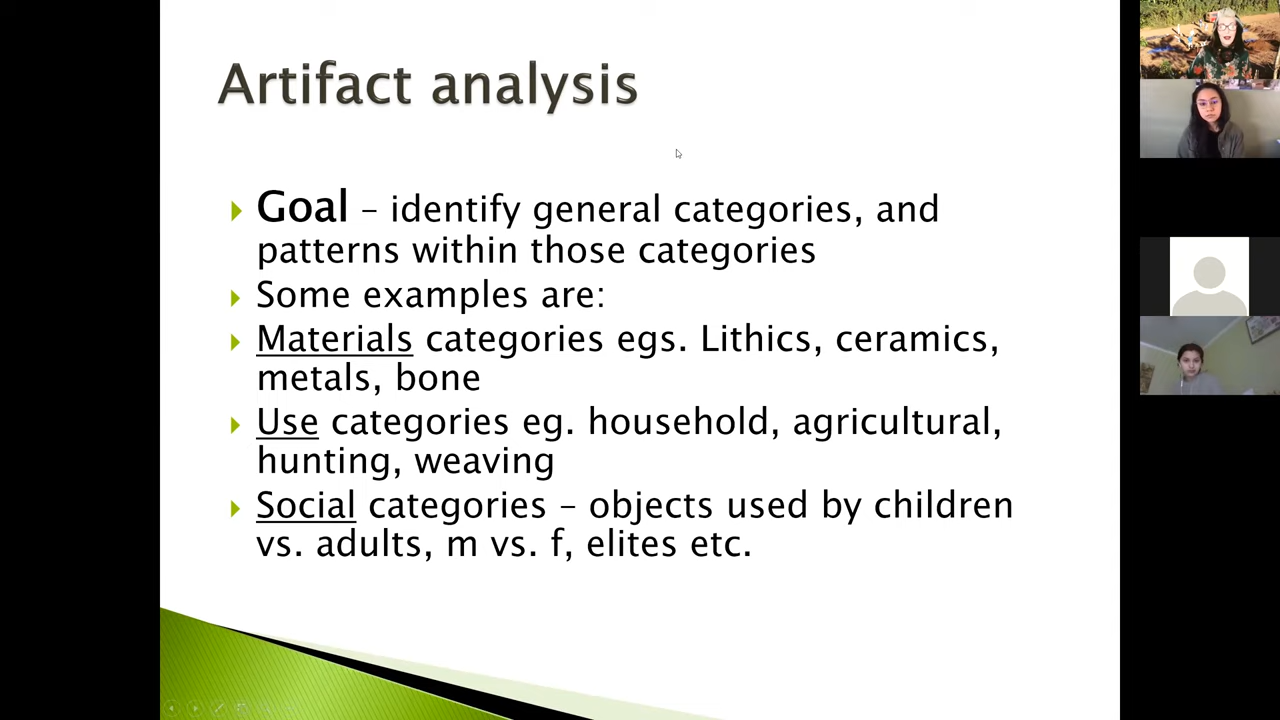 Artifact analysis
Goal – identify general categories, and
patterns within those categories
Some examples are:
Materials categories egs. Lithics, ceramics,
metals, bone
Use categories eg. household, agricultural,
hunting, weaving
Social categories – objects used by children
vs. adults, m vs. f, elites etc.